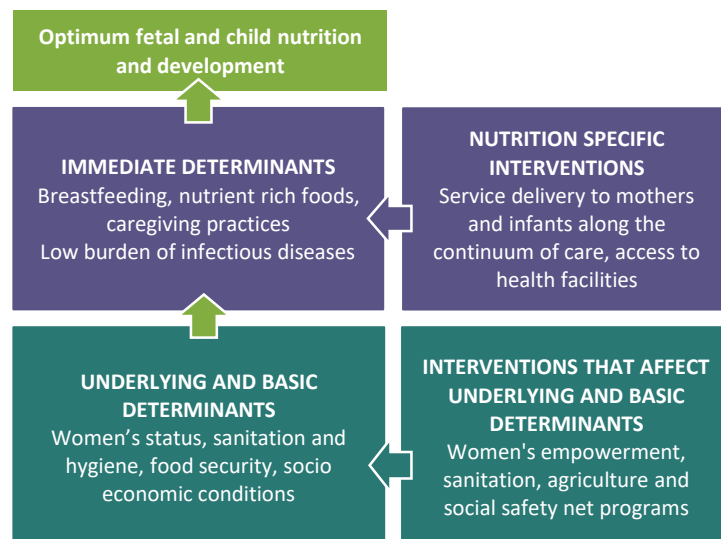 Optimum fetal and child nutrition
and development
IMMEDIATE DETERMINANTS
Breastfeeding, nutrient rich foods,
caregiving practices
Low burden of infectious diseases
NUTRITION SPECIFIC
INTERVENTIONS
Service delivery to mothers
and infants along the
continuum of care, access to
health facilities
UNDERLYING AND BASIC
DETERMINANTS
Women’s status, sanitation and
hygiene, food security, socio
economic conditions
INTERVENTIONS THAT AFFECT
UNDERLYING AND BASIC
DETERMINANTS
Women's empowerment,
sanitation, agriculture and
social safety net programs